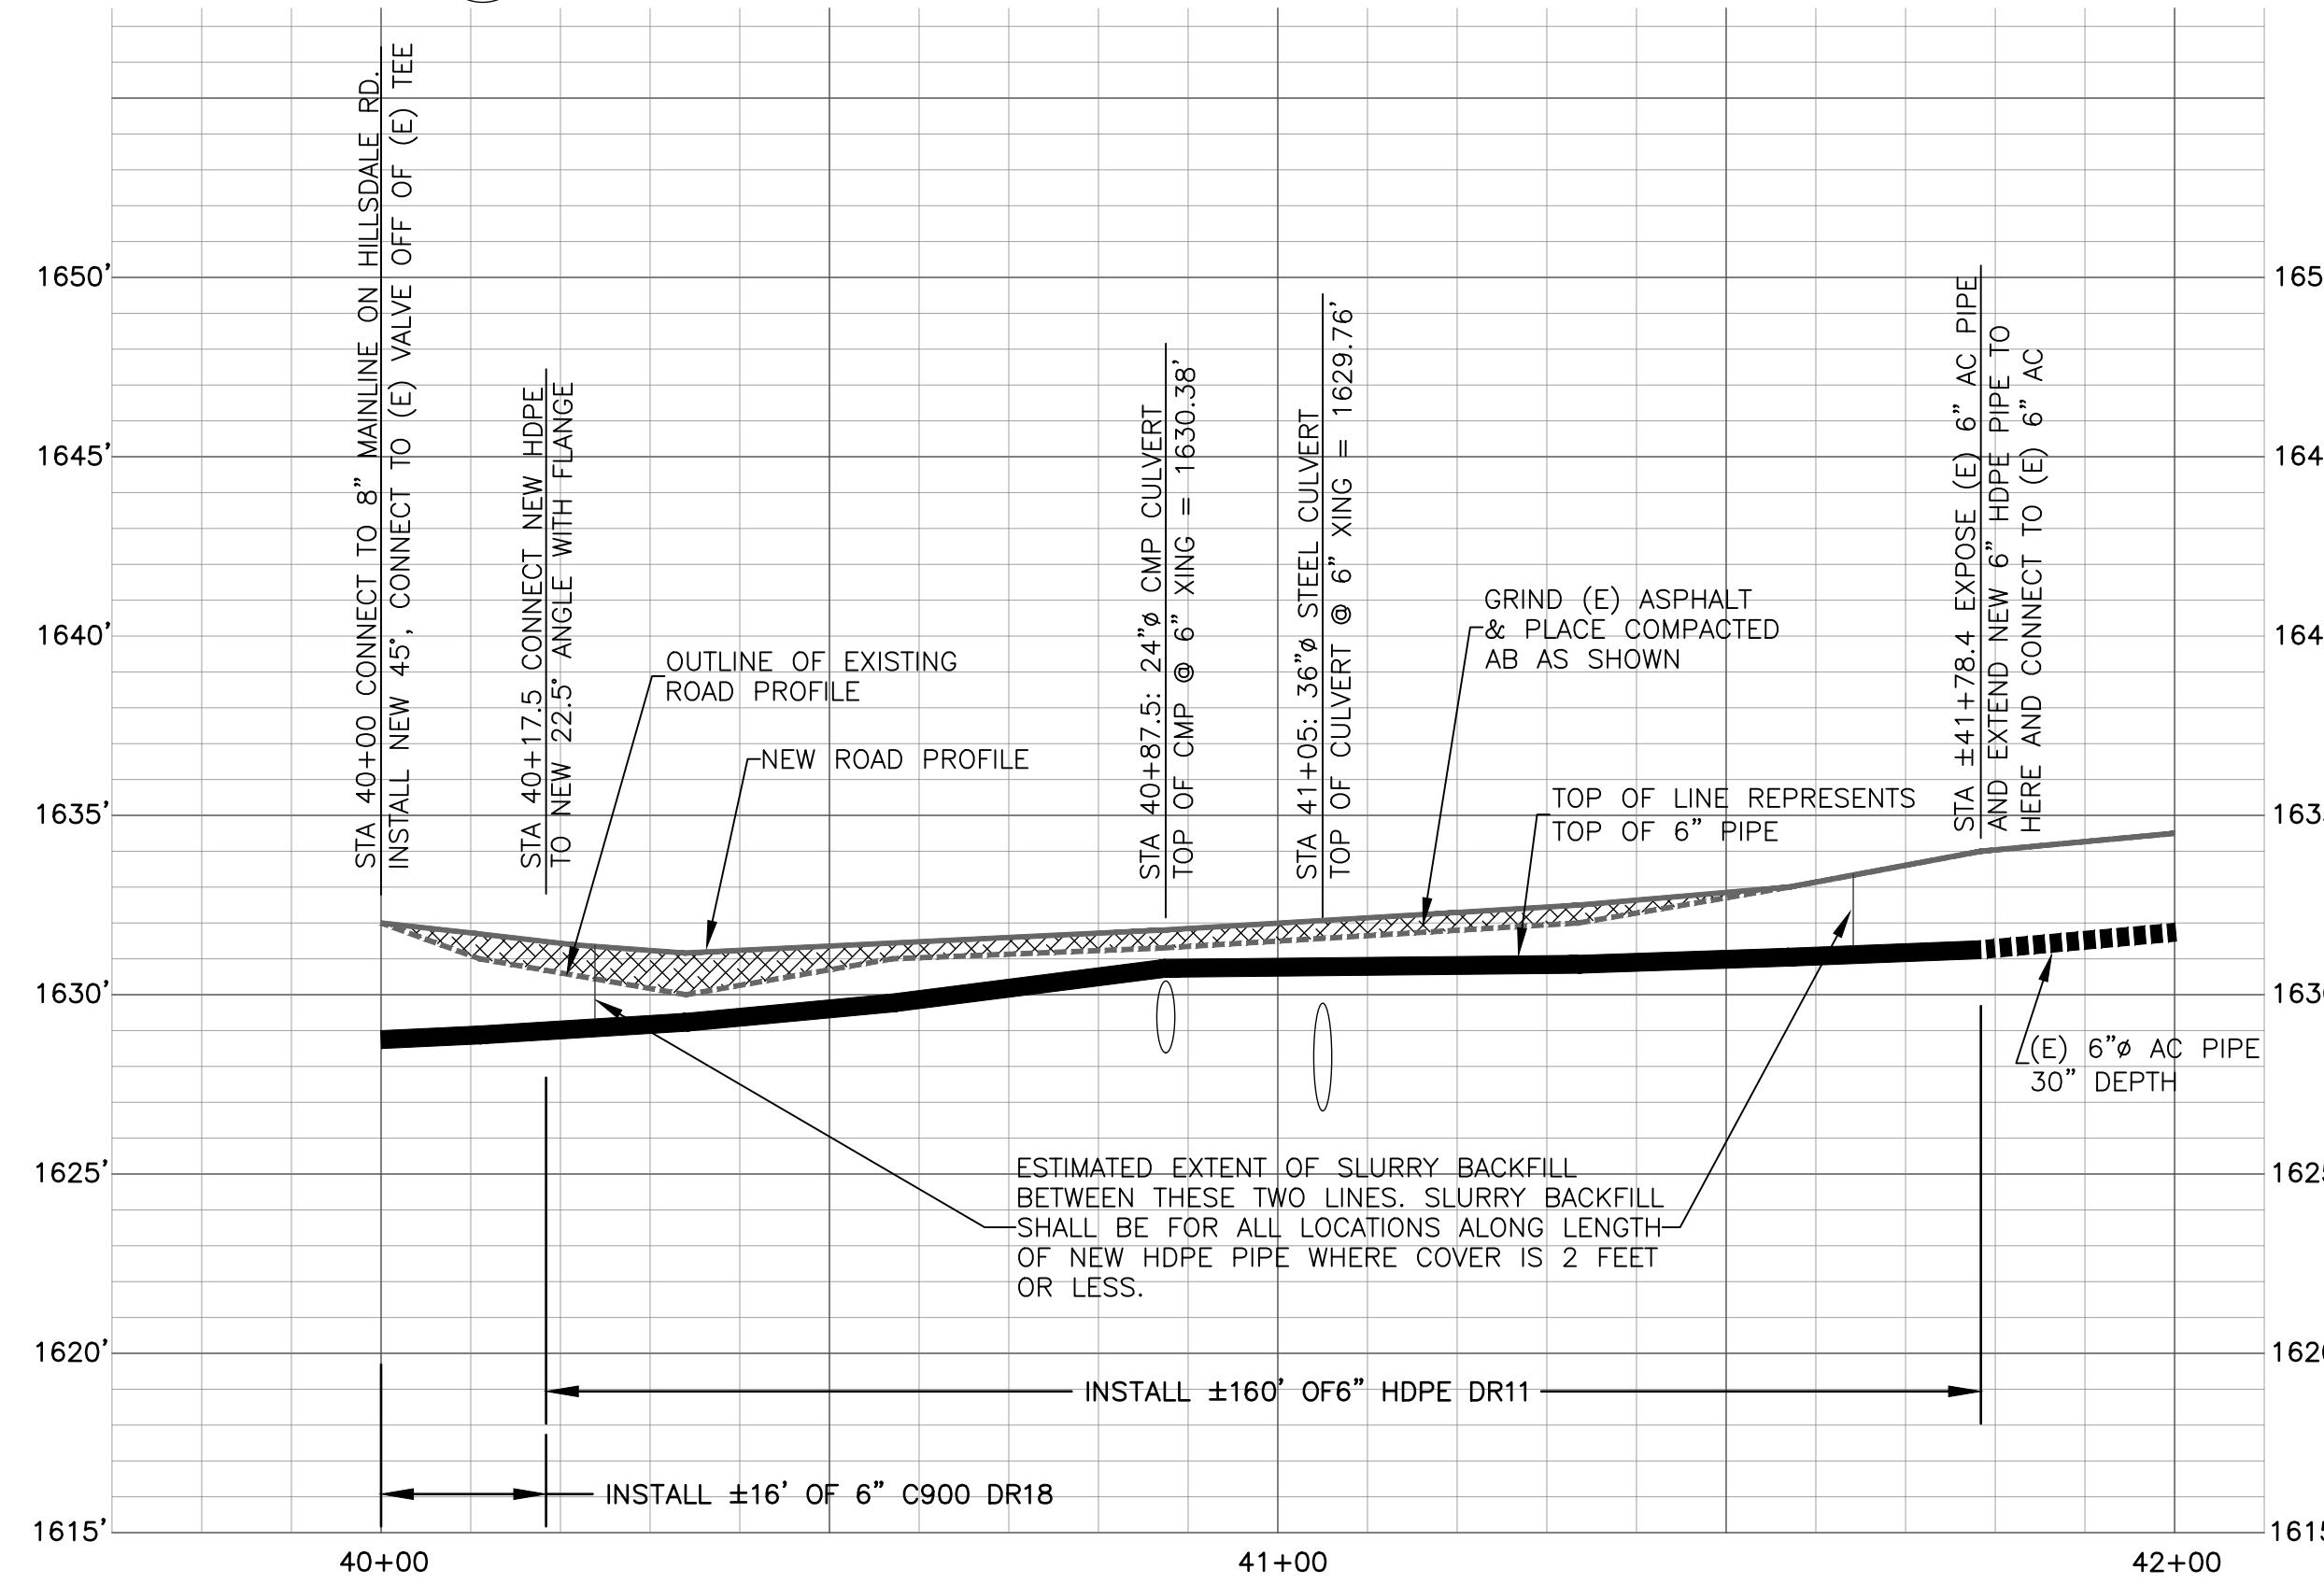 STA 40+00 CONNECT TO 8" MAINLINE ON HILLSDALE RD.
INSTALL NEW 45°, CONNECT TO (E) VALVE OFF OF (E) TEE
STA 40+17.5 CONNECT NEW HDPE
TO NEW 22.5° ANGLE WITH FLANGE
STA 40+87.5: 24"ø CMP CULVERT
TOP OF CMP @ 6" XING = 1630.38'
STA 41+05: 36"ø STEEL CULVERT
TOP OF CULVERT @ 6" XING = 1629.76'
STA ±41+78.4 EXPOSE (E) 6" AC PIPE
AND EXTEND NEW 6" HDPE PIPE TO
HERE AND CONNECT TO (E) 6" AC
1650'
1645'
1640'
1635'
1630'
1625'
1620'
1615'
165
164
164
163
1630
1625
1620
1615
GRIND (E) ASPHALT
& PLACE COMPACTED
AB AS SHOWN
OUTLINE OF EXISTING
ROAD PROFILE
NEW ROAD PROFILE
TOP OF LINE REPRESENTS
TOP OF 6" PIPE
(E) 6"ø AC PIPE
30" DEPTH
ESTIMATED EXTENT OF SLURRY BACKFILL
BETWEEN THESE TWO LINES. SLURRY BACKFILL
SHALL BE FOR ALL LOCATIONS ALONG LENGTH
OF NEW HDPE PIPE WHERE COVER IS 2 FEET
OR LESS.
INSTALL ±160' OF6" HDPE DR11
INSTALL ±16' OF 6" C900 DR18
40+00
41+00
42+00